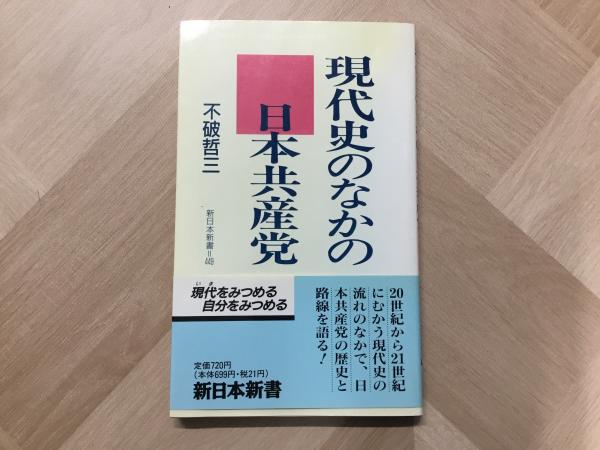 現代史のなかの
日本共産党
不破哲三
新日本新書=449
20世紀から21世紀
にむかう現代史の
流れのなかで、日
本共産党の歴史と
路線を語る!
いま
現代をみつめる
自分をみつめる
定価720円
(本体699円・税21円)
新日本新書